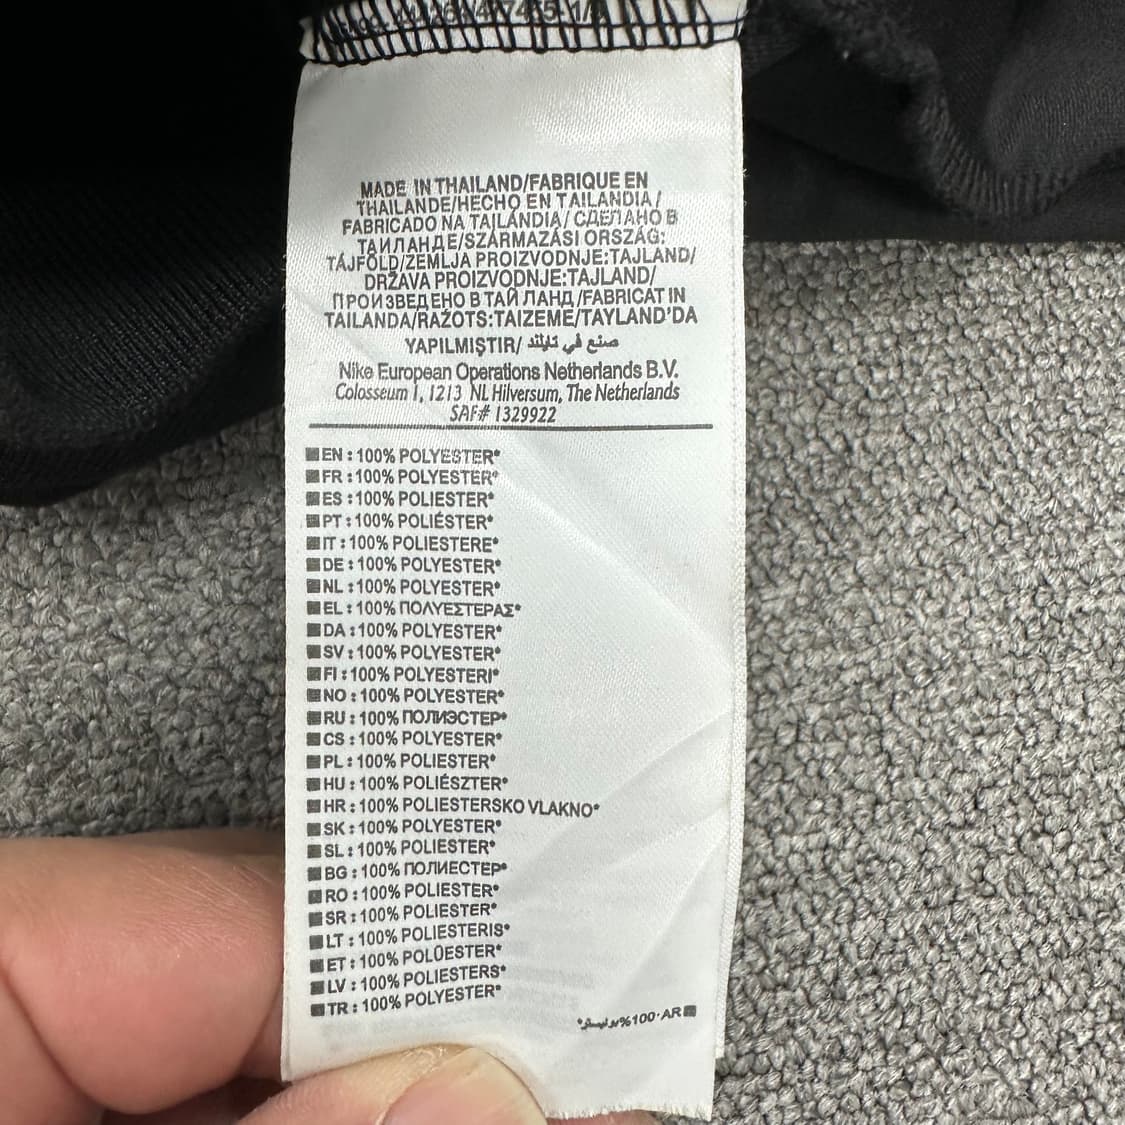 MADE IN THAILAND/FABRIQUE EN
THAILANDE/HECHO EN TAILANDIA/
FABRICADO NA TAILÂNDIA/ СДЕЛАНО В
ТАИЛАНДЕ/SZÁRMAZÁSI ORSZÁG:
TÁJFÖLD/ZEMLJA PROIZVODNJE:TAJLAND/
DRŽAVA PROIZVODNJE:TAJLAND/
ПРОИЗВЕДЕНО В ТАЙЛАНД/FABRICAT IN
TAILANDA/RAŽOTS:TAIZEME/TAYLAND'DA
YAPILMIŞTIR/ صنع في تايلند
Nike European Operations Netherlands B.V.
Colosseum 1, 1213 NL Hilversum, The Netherlands
SAF# 1329922
EN : 100% POLYESTER*
FR : 100% POLYESTER*
ES : 100% POLIESTER*
PT : 100% POLIÉSTER*
IT : 100% POLIESTERE*
DE : 100% POLYESTER*
NL : 100% POLYESTER*
EL : 100% ΠΟΛΥΕΣΤΕΡΑΣ*
DA : 100% POLYESTER*
SV : 100% POLYESTER*
FI : 100% POLYESTERI*
NO : 100% POLYESTER*
RU : 100% ПОЛИЭСТЕР*
CS : 100% POLYESTER*
PL : 100% POLIESTER*
HU : 100% POLIÉSZTER*
HR : 100% POLIESTERSKO VLAKNO*
SK : 100% POLYESTER*
SL : 100% POLIESTER*
BG : 100% ПОЛИЕСТЕР*
RO : 100% POLIESTER*
SR : 100% POLIESTER*
LT : 100% POLIESTERIS*
ET : 100% POLÜESTER*
LV : 100% POLIESTERS*
TR : 100% POLYESTER*
AR · 100% بوليستر*